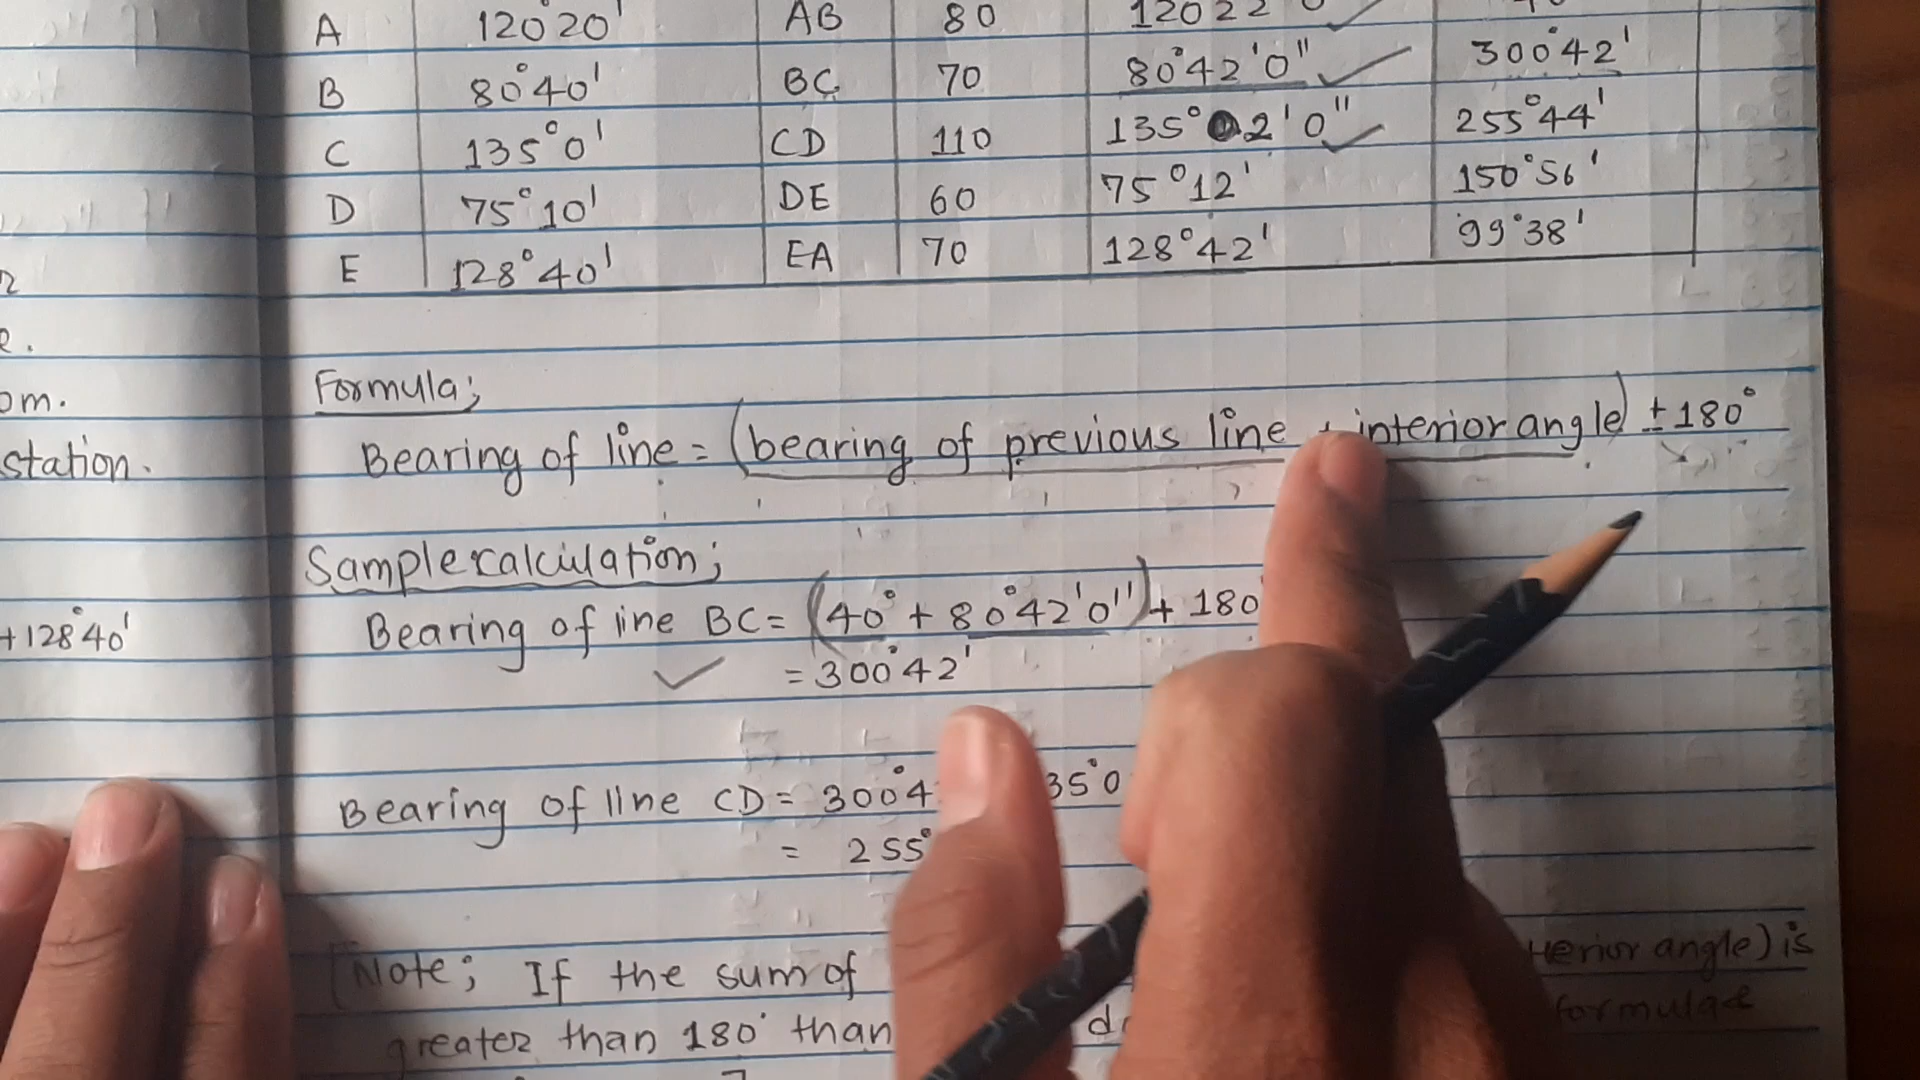 A 120°20' AB 80 120°22'
B 80°40' BC 70 80°42'0" 300°42'
C 135°0' CD 110 135°2'0" 255°44'
D 75°10' DE 60 75°12' 150°56'
E 128°40' EA 70 128°42' 99°38'
om.
station.
+128°40'
Formula;
Bearing of line = (bearing of previous line + interior angle) ± 180°
Sample calculation;
Bearing of line BC = (40° + 80°42'0") + 180
= 300°42'
Bearing of line CD = 300°4 35°0
= 255°
Note; If the sum of angle) is
greater than 180° than